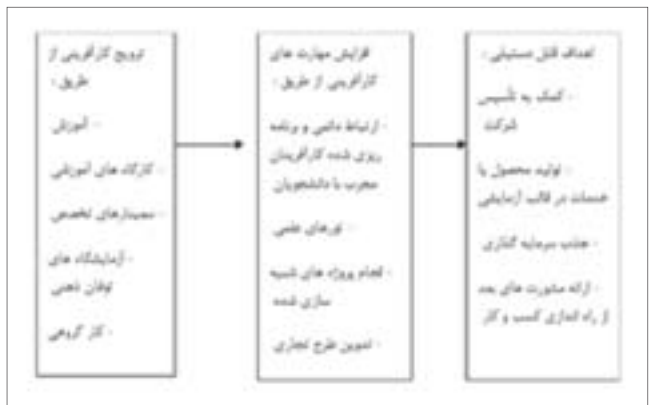 ترویج کارآفرینی از
طریق :
- آموزش
- کارگاه های آموزشی
- سمینارهای تخصصی
- آزمایشگاه های
توفان ذهنی
- کار گروهی
افزایش مهارت های
کارآفرینی از طریق :
- ارتباط دائمی و برنامه
ریزی شده کارآفرینان
مجرب با دانشجویان
- تورهای علمی
- انجام پروژه های شبیه
سازی شده
- تدوین طرح تجاری
اهداف قابل دستیابی :
- کمک به تأسیس
شرکت
- تولید محصول یا
خدمات در قالب آزمایشی
- جذب سرمایه گذاری
- ارائه مشورت های بعد
از راه اندازی کسب و کار